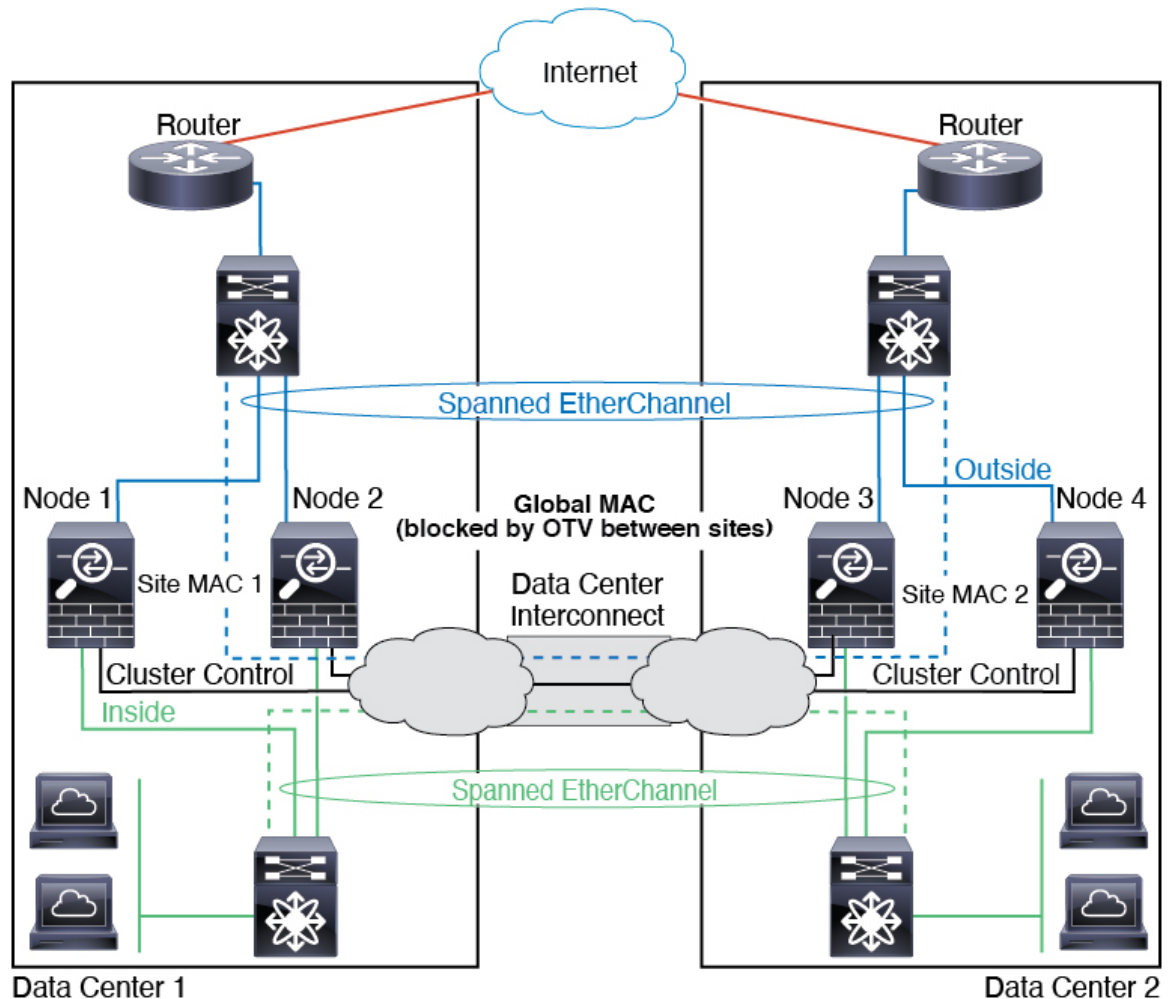 Internet
Router
Router
Spanned EtherChannel
Outside
Node 1
Node 2
Node 3
Node 4
Global MAC
(blocked by OTV between sites)
Site MAC 1
Data Center
Interconnect
Site MAC 2
Cluster Control
Cluster Control
Inside
Spanned EtherChannel
Data Center 1
Data Center 2